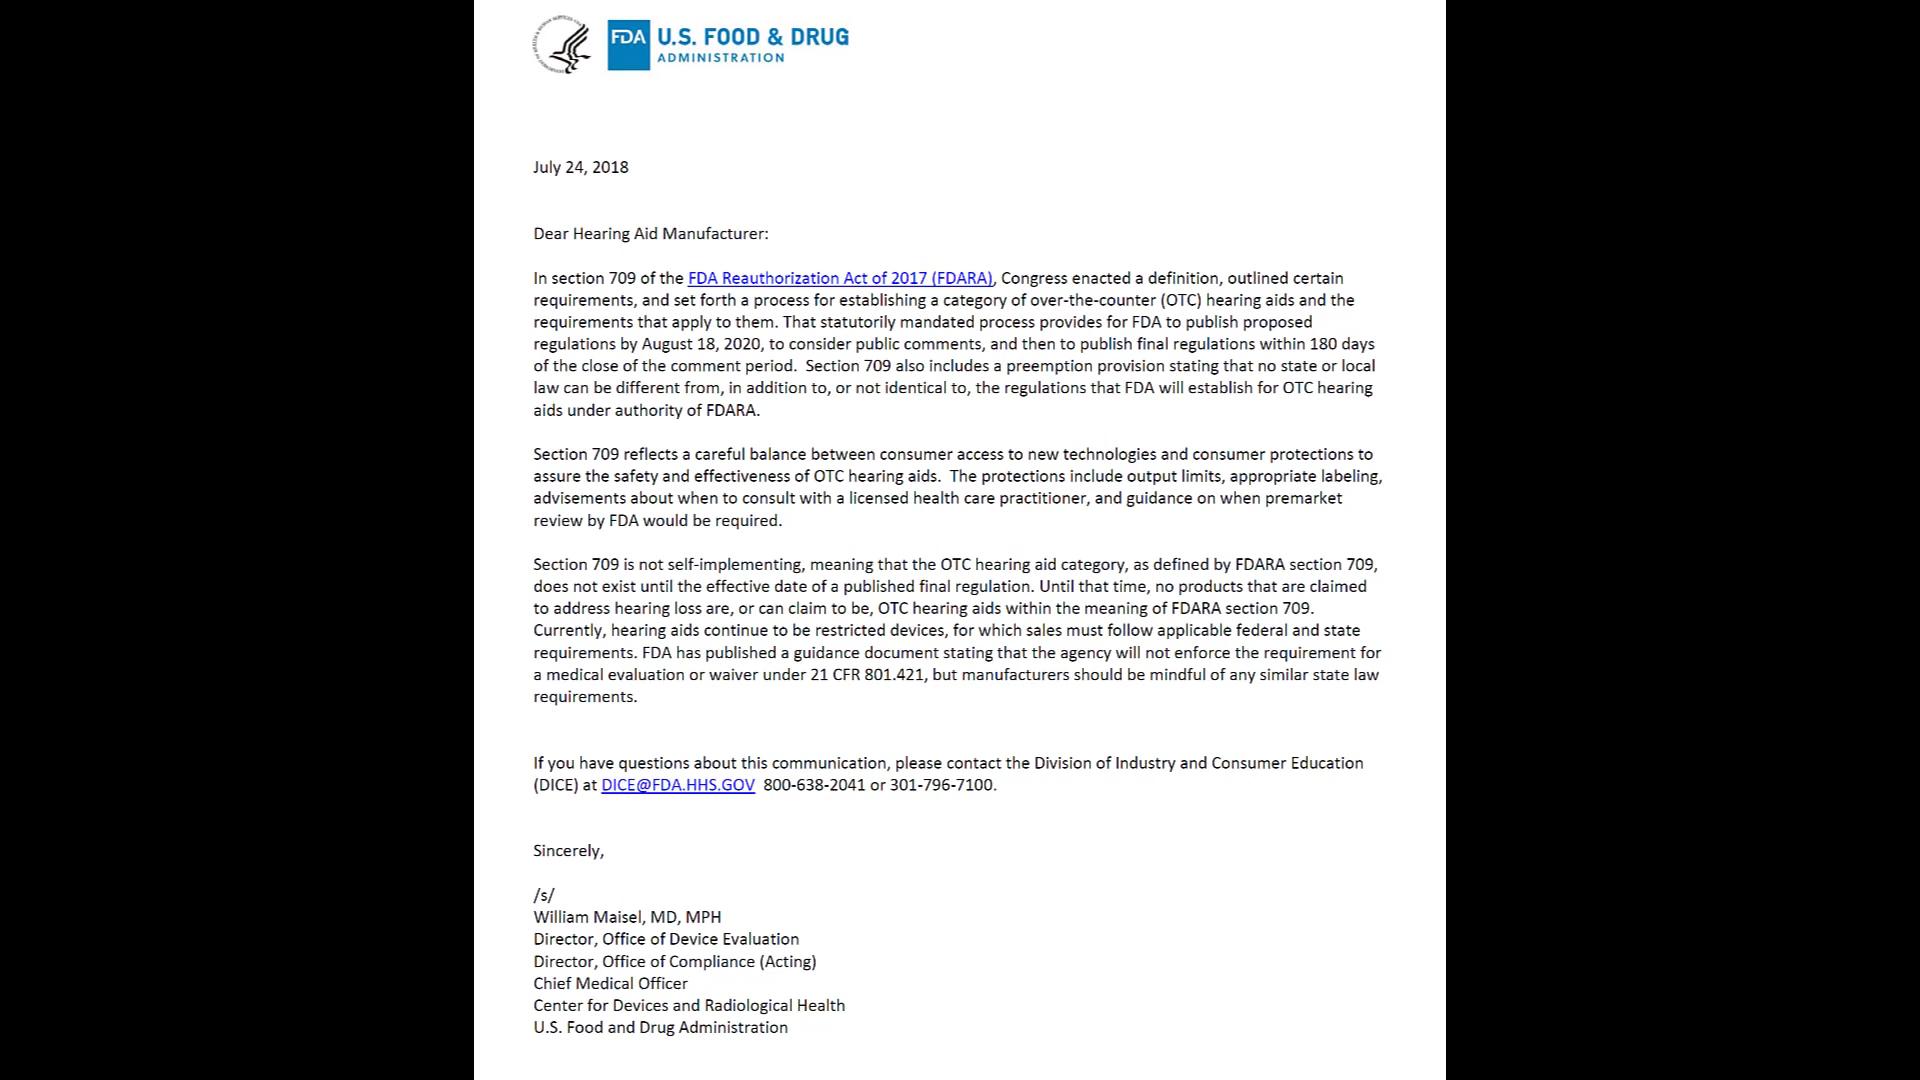 FDA U.S. FOOD & DRUG
ADMINISTRATION
July 24, 2018
Dear Hearing Aid Manufacturer:
In section 709 of the FDA Reauthorization Act of 2017 (FDARA), Congress enacted a definition, outlined certain
requirements, and set forth a process for establishing a category of over-the-counter (OTC) hearing aids and the
requirements that apply to them. That statutorily mandated process provides for FDA to publish proposed
regulations by August 18, 2020, to consider public comments, and then to publish final regulations within 180 days
of the close of the comment period.  Section 709 also includes a preemption provision stating that no state or local
law can be different from, in addition to, or not identical to, the regulations that FDA will establish for OTC hearing
aids under authority of FDARA.
Section 709 reflects a careful balance between consumer access to new technologies and consumer protections to
assure the safety and effectiveness of OTC hearing aids.  The protections include output limits, appropriate labeling,
advisements about when to consult with a licensed health care practitioner, and guidance on when premarket
review by FDA would be required.
Section 709 is not self-implementing, meaning that the OTC hearing aid category, as defined by FDARA section 709,
does not exist until the effective date of a published final regulation. Until that time, no products that are claimed
to address hearing loss are, or can claim to be, OTC hearing aids within the meaning of FDARA section 709.
Currently, hearing aids continue to be restricted devices, for which sales must follow applicable federal and state
requirements. FDA has published a guidance document stating that the agency will not enforce the requirement for
a medical evaluation or waiver under 21 CFR 801.421, but manufacturers should be mindful of any similar state law
requirements.
If you have questions about this communication, please contact the Division of Industry and Consumer Education
(DICE) at DICE@FDA.HHS.GOV  800-638-2041 or 301-796-7100.
Sincerely,
/s/
William Maisel, MD, MPH
Director, Office of Device Evaluation
Director, Office of Compliance (Acting)
Chief Medical Officer
Center for Devices and Radiological Health
U.S. Food and Drug Administration